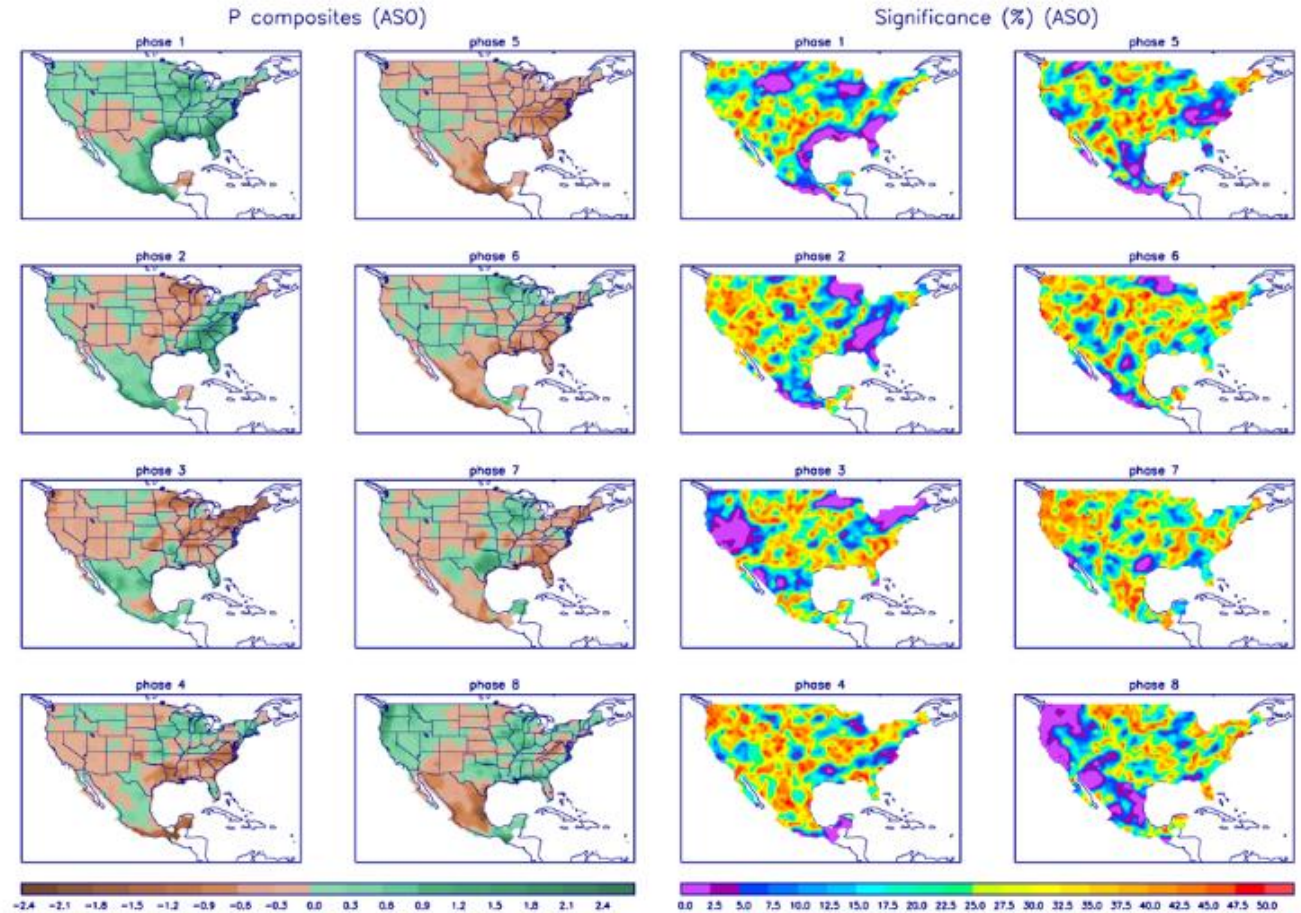 P composites (ASO)
Significance (%) (ASO)
phase 1
phase 5
phase 1
phase 5
phase 2
phase 6
phase 2
phase 6
phase 3
phase 7
phase 3
phase 7
phase 4
phase 8
phase 4
phase 8
-2.4 -2.1 -1.8 -1.5 -1.2 -0.9 -0.6 -0.3 0.0 0.3 0.6 0.9 1.2 1.5 1.8 2.1 2.4
0.0 2.5 5.0 7.5 10.0 12.5 15.0 17.5 20.0 22.5 25.0 27.5 30.0 32.5 35.0 37.5 40.0 42.5 45.0 47.5 50.0